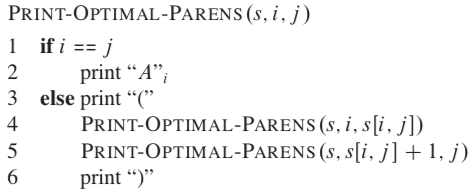 PRINT-OPTIMAL-PARENS(s, i, j)
1 if i == j
2 print “A”ᵢ
3 else print “(”
4 PRINT-OPTIMAL-PARENS(s, i, s[i, j])
5 PRINT-OPTIMAL-PARENS(s, s[i, j] + 1, j)
6 print “)”